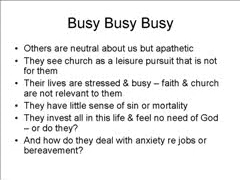 Busy Busy Busy
• Others are neutral about us but apathetic
• They see church as a leisure pursuit that is not
for them
• Their lives are stressed & busy – faith & church
are not relevant to them
• They have little sense of sin or mortality
• They invest all in this life & feel no need of God
– or do they?
• And how do they deal with anxiety re jobs or
bereavement?